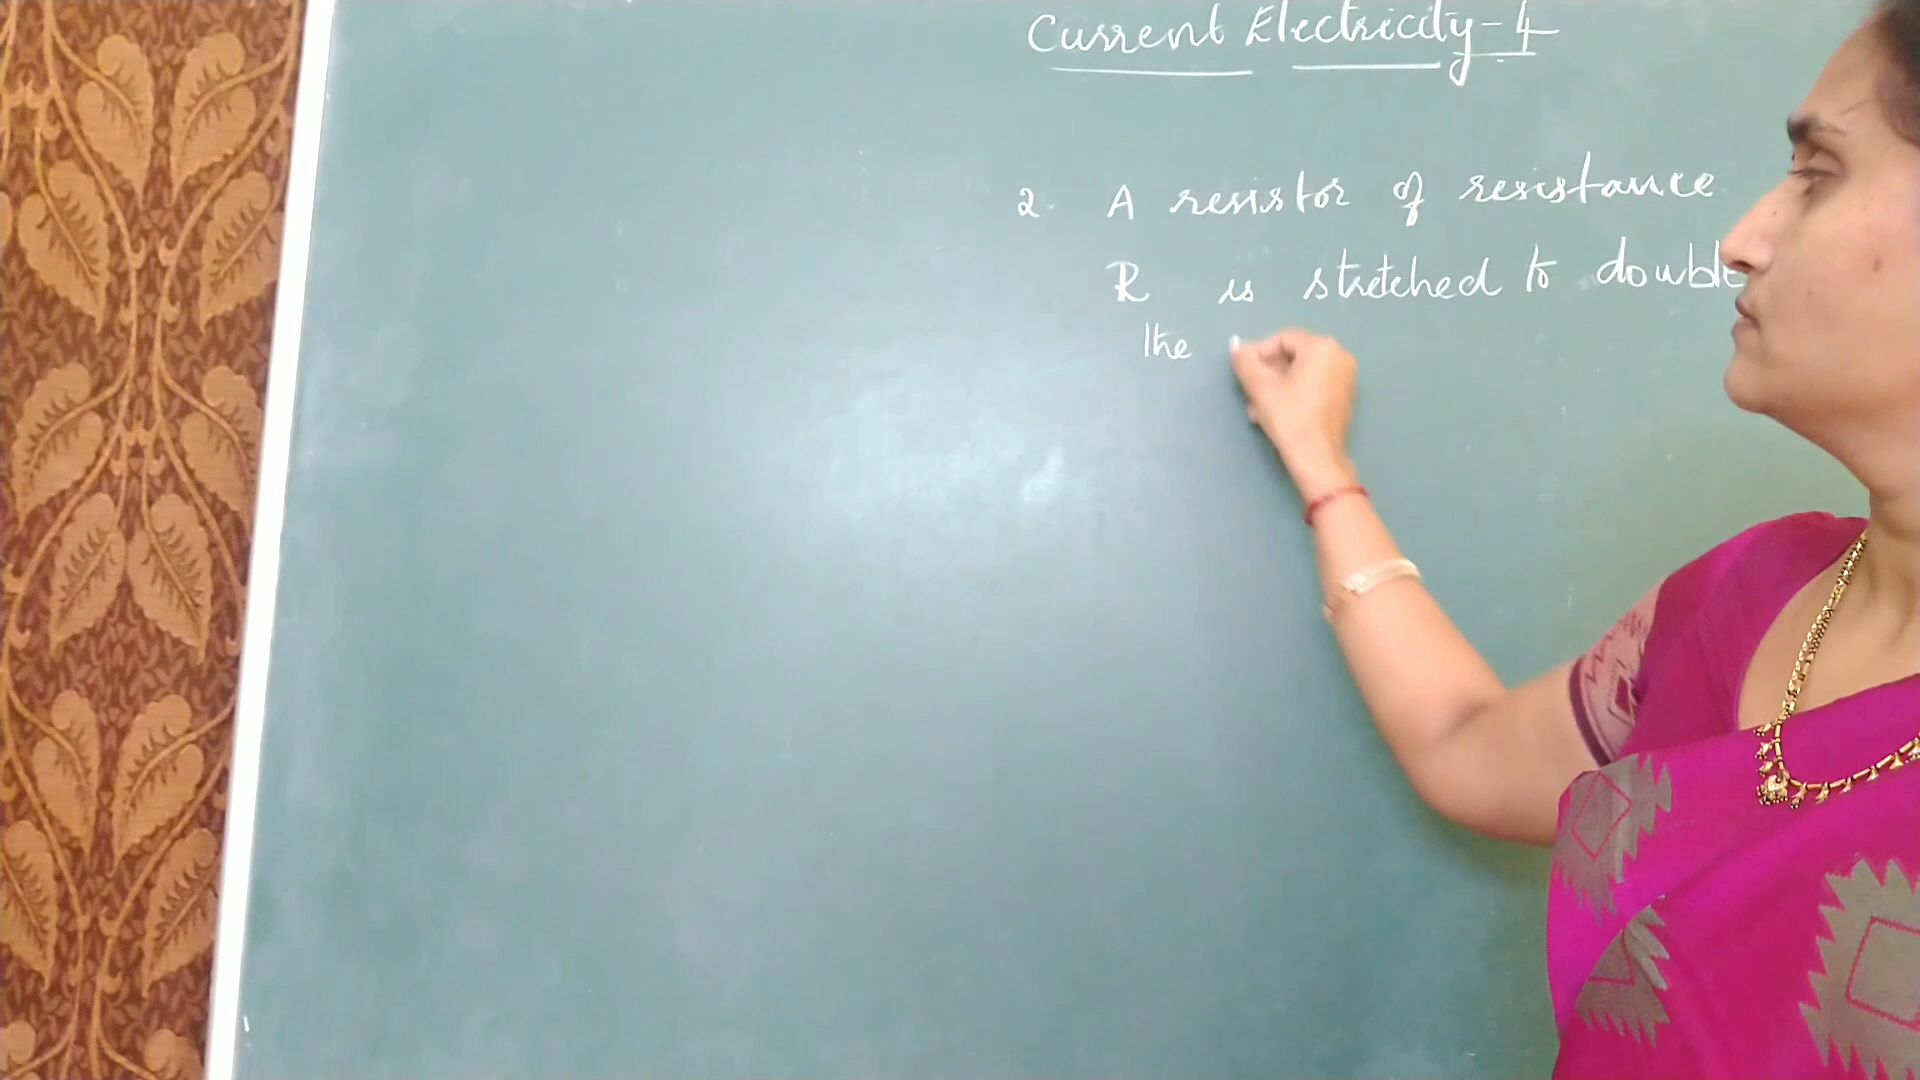 Current Electricity-4
2. A resistor of resistance
R is stretched to double
the